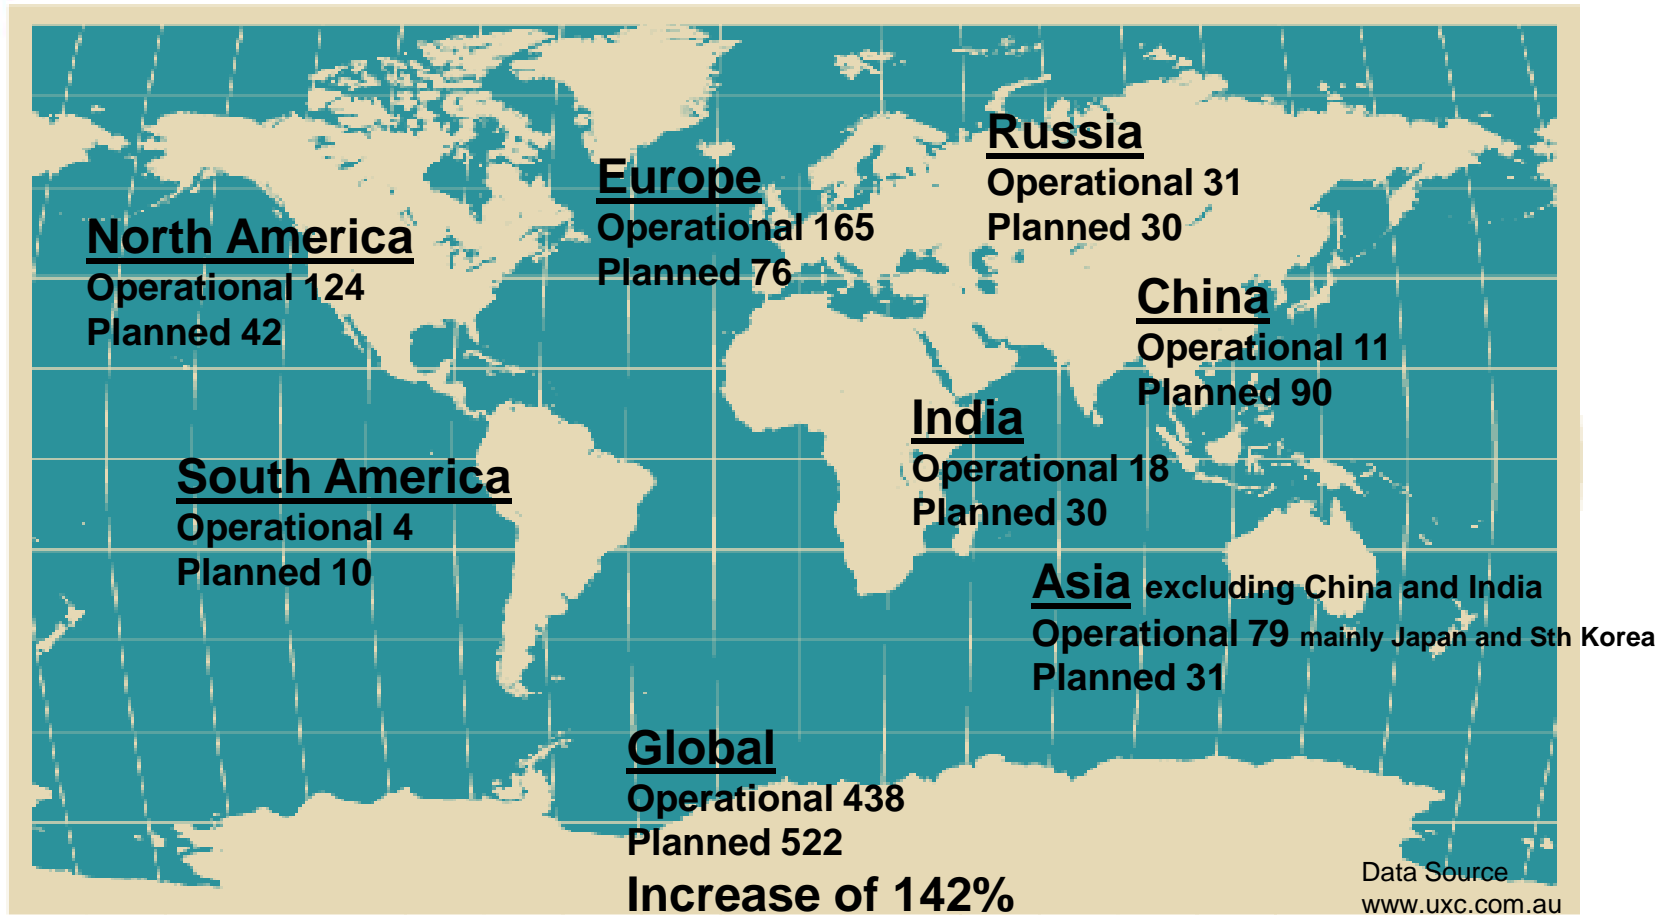 Russia
Operational 31
Planned 30
Europe
Operational 165
Planned 76
North America
Operational 124
Planned 42
China
Operational 11
Planned 90
India
Operational 18
Planned 30
South America
Operational 4
Planned 10
Asia excluding China and India
Operational 79 mainly Japan and Sth Korea
Planned 31
Global
Operational 438
Planned 522
Increase of 142%
Data Source
www.uxc.com.au